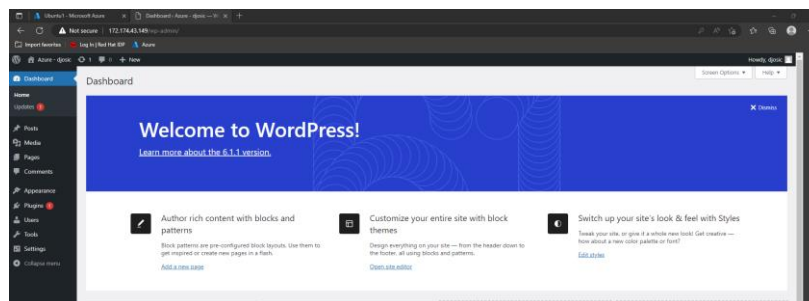 Ubuntu1 - Microsoft Azure
Dashboard ‹ Azure - djosic — W
Not secure | 172.174.43.149/wp-admin/
Import favorites
Log In | Red Hat IDP
Azure
Azure - djosic
1
0
New
Howdy, djosic
Dashboard
Home
Updates 1
Posts
Media
Pages
Comments
Appearance
Plugins 1
Users
Tools
Settings
Collapse menu
Dashboard
Screen Options
Help
Dismiss
Welcome to WordPress!
Learn more about the 6.1.1 version.
Author rich content with blocks and
patterns
Block patterns are pre-configured block layouts. Use them to
get inspired or create new pages in a flash.
Add a new page
Customize your entire site with block
themes
Design everything on your site — from the header down to
the footer, all using blocks and patterns.
Open site editor
Switch up your site's look & feel with Styles
Tweak your site, or give it a whole new look! Get creative —
how about a new color palette or font?
Edit styles